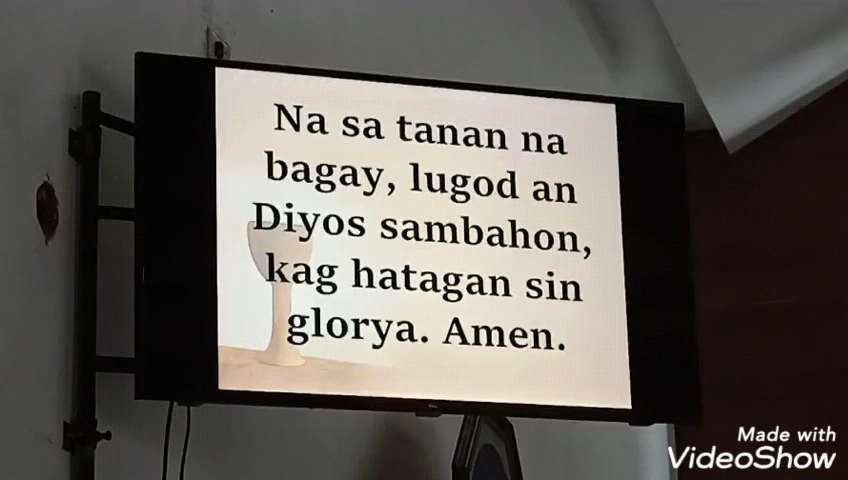 Na sa tanan na
bagay, lugod an
Diyos sambahon,
kag hatagan sin
glorya. Amen.
Made with
VideoShow